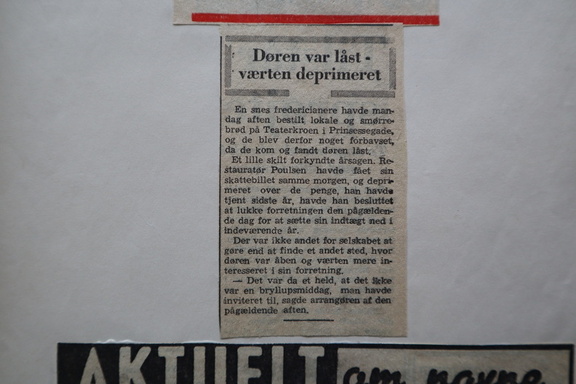 Døren var låst -
værten deprimeret
En snes fredericianere havde man-
dag aften bestilt lokale og smørre-
brød på Teaterkroen i Prinsessegade,
og de blev derfor noget forbavset,
da de kom og fandt døren låst.
Et lille skilt forkyndte årsagen. Re-
stauratør Poulsen havde fået sin
skattebillet samme morgen, og depri-
meret over de penge, han havde
tjent sidste år, havde han besluttet
at lukke forretningen den pågælden-
de dag for at sætte sin indtægt ned i
indeværende år.
Der var ikke andet for selskabet at
gøre end at finde et andet sted, hvor
døren var åben og værten mere in-
teresseret i sin forretning.
— Det var da et held, at det ikke
var en bryllupsmiddag, man havde
inviteret til, sagde arrangøren af den
pågældende aften.
AKTUELT om navne